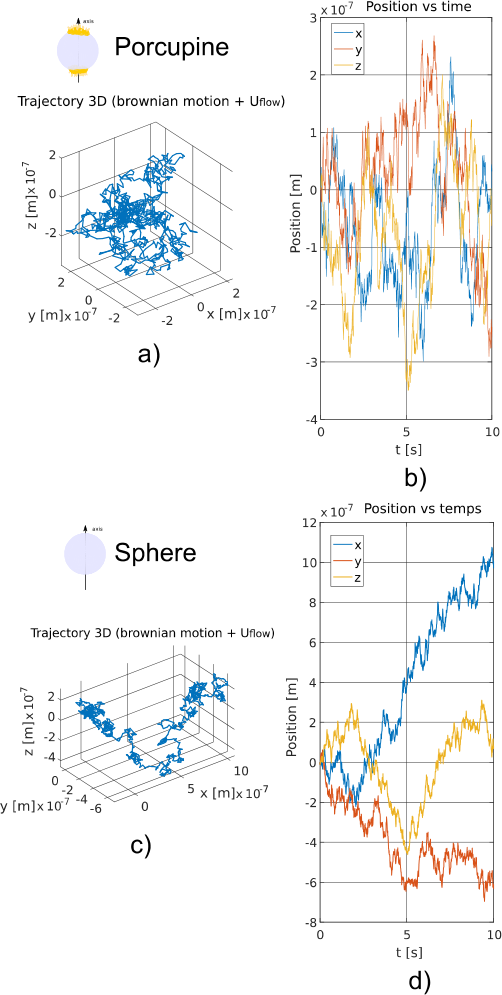 axis
Porcupine
Trajectory 3D (brownian motion + Uflow)
2
0
-2
z [m]x10-7
2
0
-2
y [m]x10-7
-2
0
2
x [m]x10-7
a)
x10-7 Position vs time
3
2
1
0
-1
-2
-3
-4
Position [m]
x
y
z
0 5 10
t [s]
b)
axis
Sphere
Trajectory 3D (brownian motion + Uflow)
2
0
-2
-4
z [m]x10-7
0
-2
-4
-6
y [m]x10-7
0
5
10
x [m]x10-7
c)
x10-7 Position vs temps
12
10
8
6
4
2
0
-2
-4
-6
-8
Position [m]
x
y
z
0 5 10
t [s]
d)